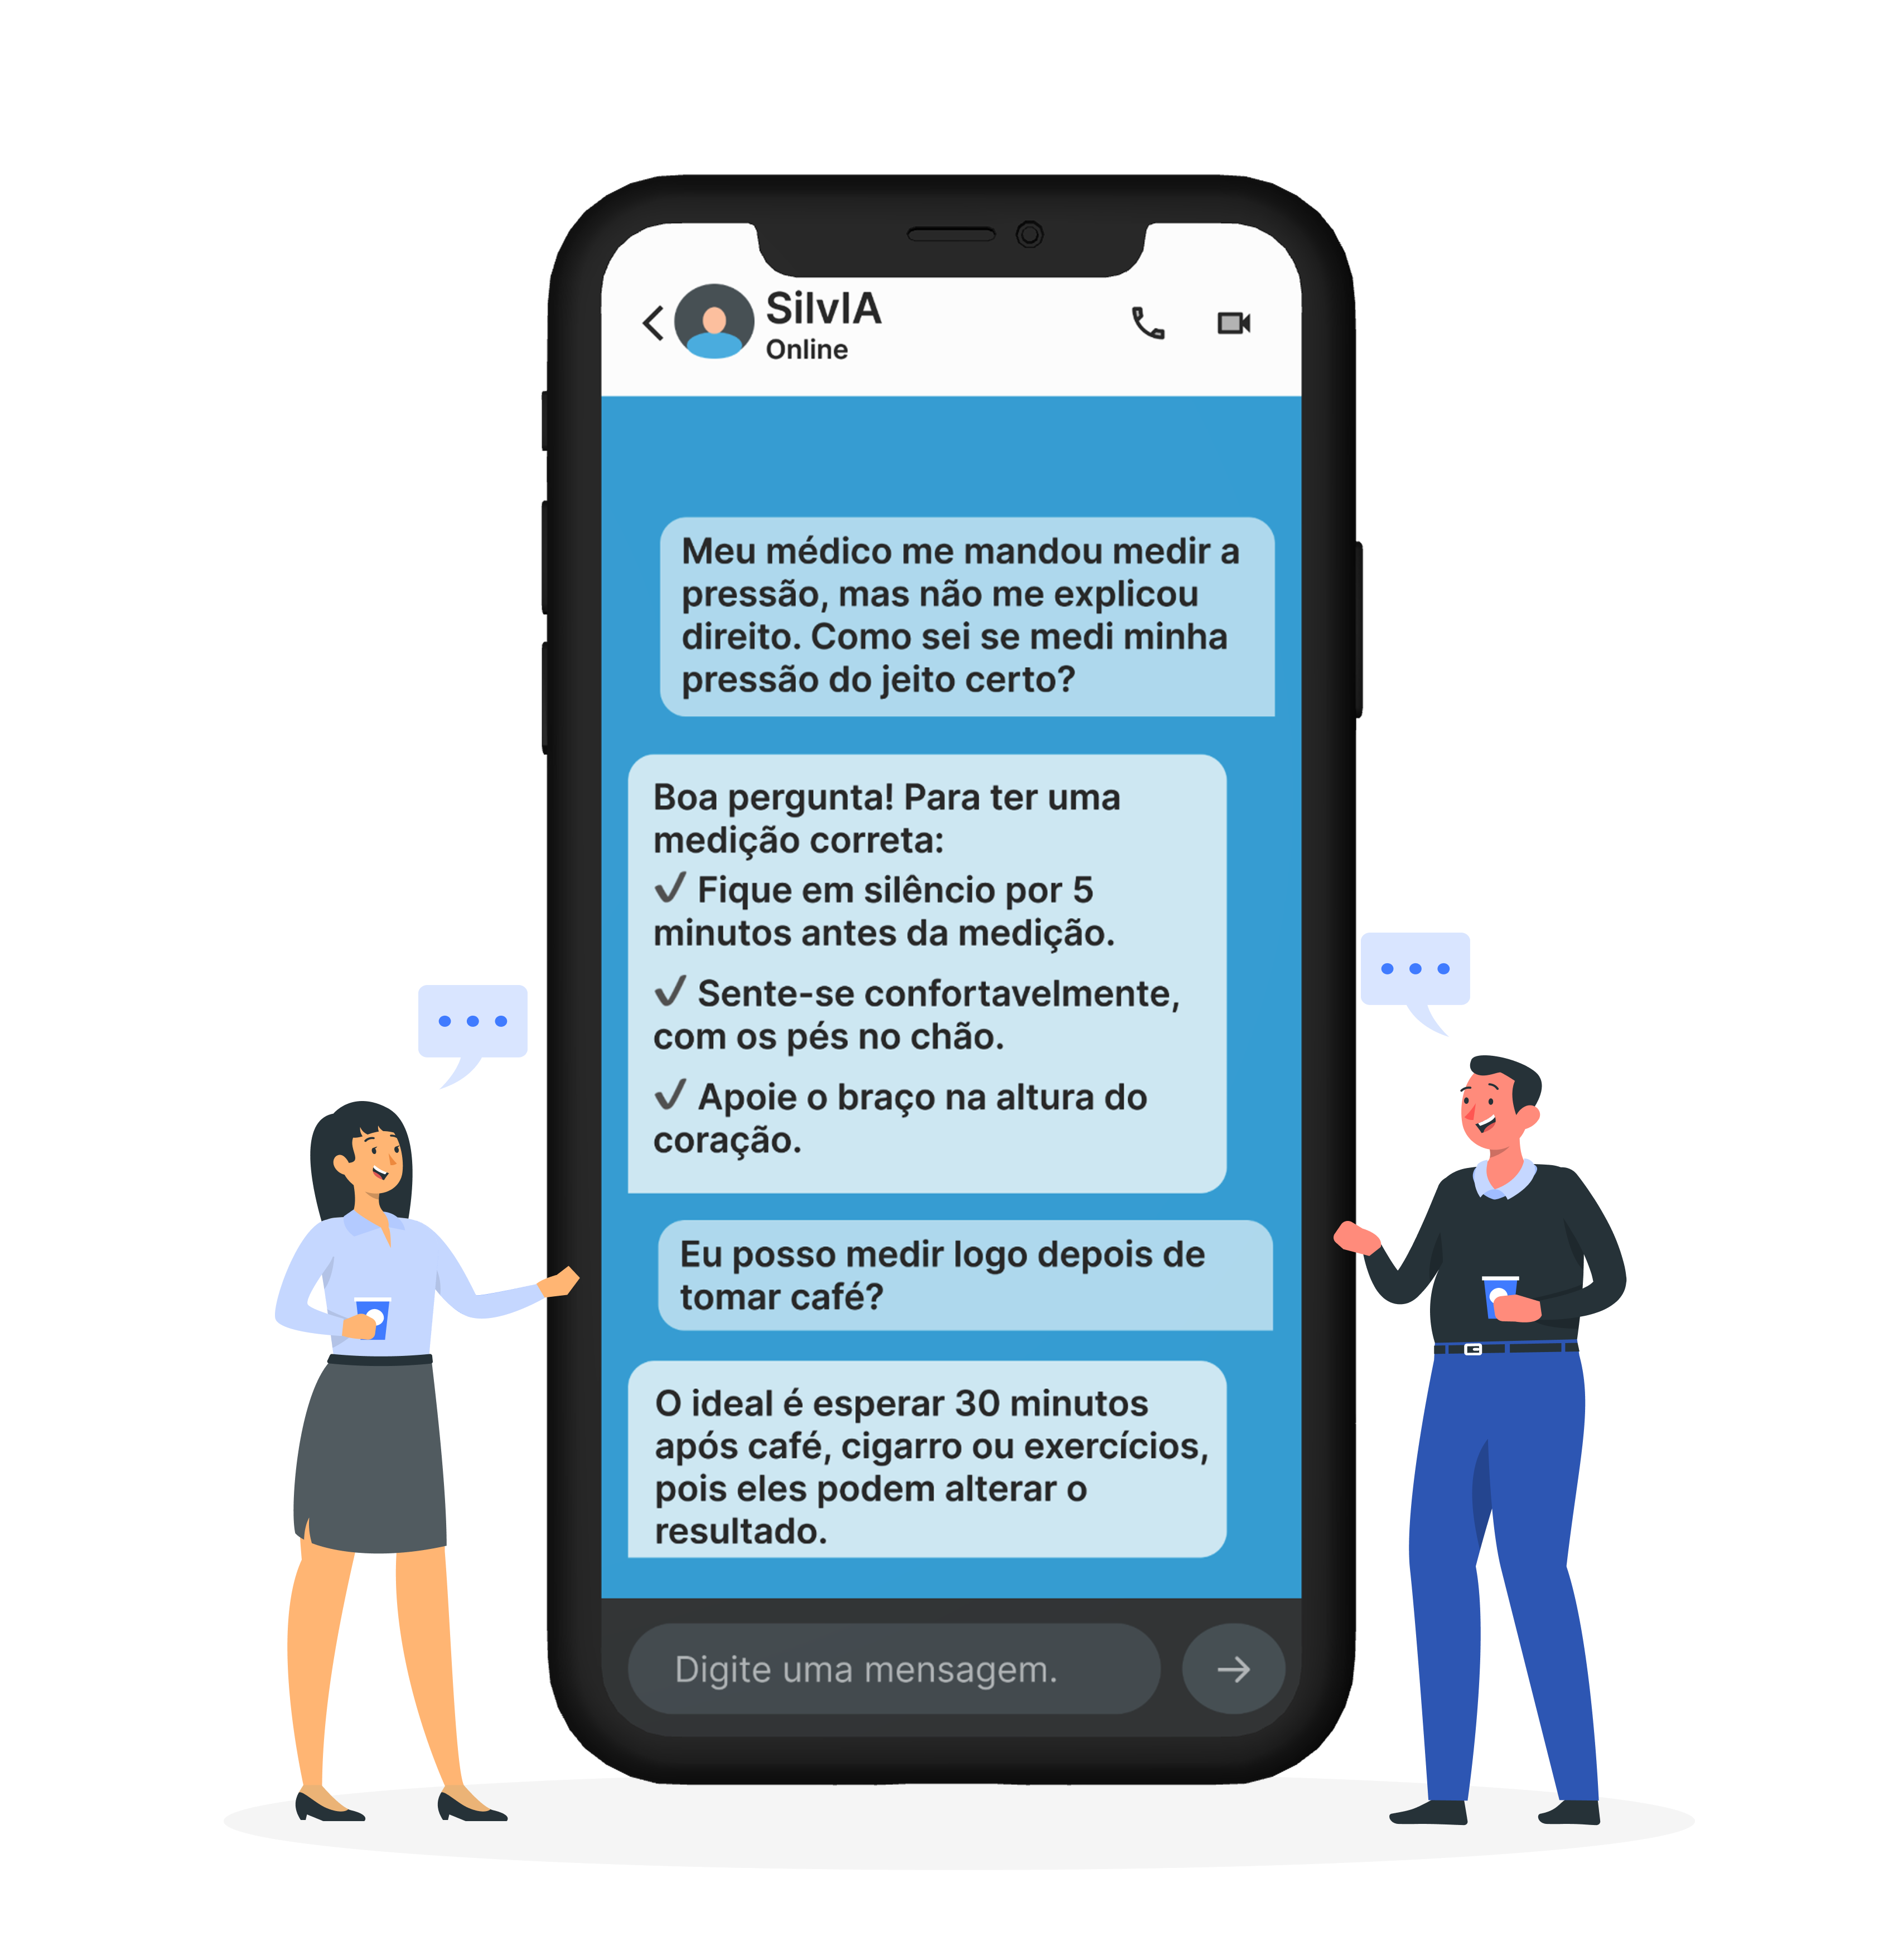 SilvIA
Online
Meu médico me mandou medir a
pressão, mas não me explicou
direito. Como sei se medi minha
pressão do jeito certo?
Boa pergunta! Para ter uma
medição correta:
✓ Fique em silêncio por 5
minutos antes da medição.
✓ Sente-se confortavelmente,
com os pés no chão.
✓ Apoie o braço na altura do
coração.
Eu posso medir logo depois de
tomar café?
O ideal é esperar 30 minutos
após café, cigarro ou exercícios,
pois eles podem alterar o
resultado.
Digite uma mensagem.